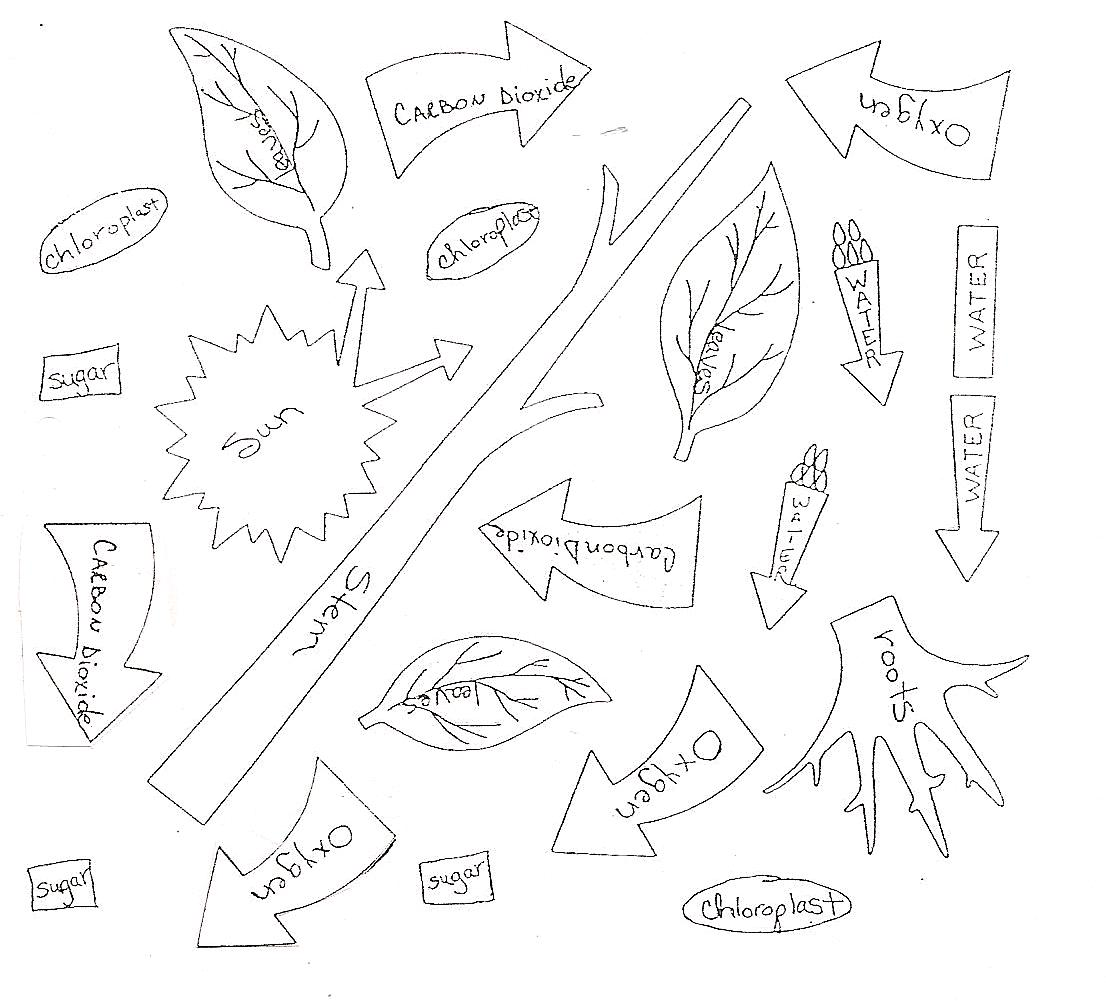 leaves
CARBON Dioxide
Oxygen
chloroplast
chloroplast
WATER
WATER
leaves
sugar
Sun
WATER
Carbon Dioxide
CARBON Dioxide
Stem
roots
leaves
Oxygen
Oxygen
sugar
sugar
chloroplast